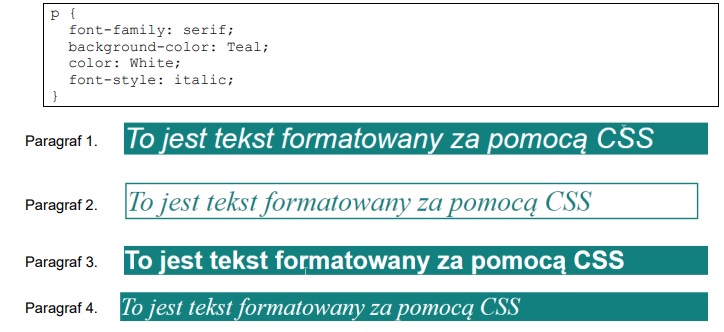 p {
font-family: serif;
background-color: Teal;
color: White;
font-style: italic;
}
Paragraf 1. To jest tekst formatowany za pomocą CSS
Paragraf 2. To jest tekst formatowany za pomocą CSS
Paragraf 3. To jest tekst formatowany za pomocą CSS
Paragraf 4. To jest tekst formatowany za pomocą CSS